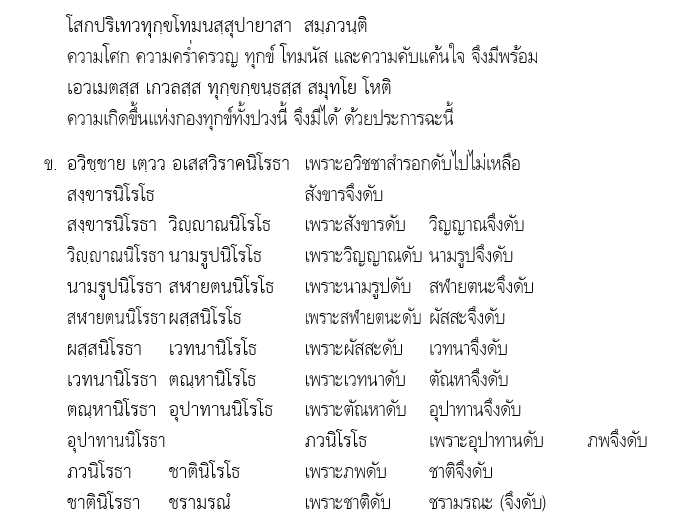 โสกปริเทวทุกฺขโทมนสฺสุปายาสา สมฺภวนฺติ
ความโศก ความคร่ำครวญ ทุกข์ โทมนัส และความคับแค้นใจ จึงมีพร้อม
เอวเมตสฺส เกวลสฺส ทุกฺขกฺขนฺธสฺส สมุทโย โหติ
ความเกิดขึ้นแห่งกองทุกข์ทั้งปวงนี้ จึงมีได้ ด้วยประการฉะนี้
ข. อวิชฺชาย เตฺวว อเสสวิราคนิโรธา เพราะอวิชชาสำรอกดับไปไม่เหลือ
สงฺขารนิโรโธ สังขารจึงดับ
สงฺขารนิโรธา วิญฺญาณนิโรโธ เพราะสังขารดับ วิญญาณจึงดับ
วิญฺญาณนิโรธา นามรูปนิโรโธ เพราะวิญญาณดับ นามรูปจึงดับ
นามรูปนิโรธา สฬายตนนิโรโธ เพราะนามรูปดับ สฬายตนะจึงดับ
สฬายตนนิโรธา ผสฺสนิโรโธ เพราะสฬายตนะดับ ผัสสะจึงดับ
ผสฺสนิโรธา เวทนานิโรโธ เพราะผัสสะดับ เวทนาจึงดับ
เวทนานิโรธา ตณฺหานิโรโธ เพราะเวทนาดับ ตัณหาจึงดับ
ตณฺหานิโรธา อุปาทานนิโรโธ เพราะตัณหาดับ อุปาทานจึงดับ
อุปาทานนิโรธา ภวนิโรโธ เพราะอุปาทานดับ ภพจึงดับ
ภวนิโรธา ชาตินิโรโธ เพราะภพดับ ชาติจึงดับ
ชาตินิโรธา ชรามรณํ เพราะชาติดับ ชรามรณะ (จึงดับ)